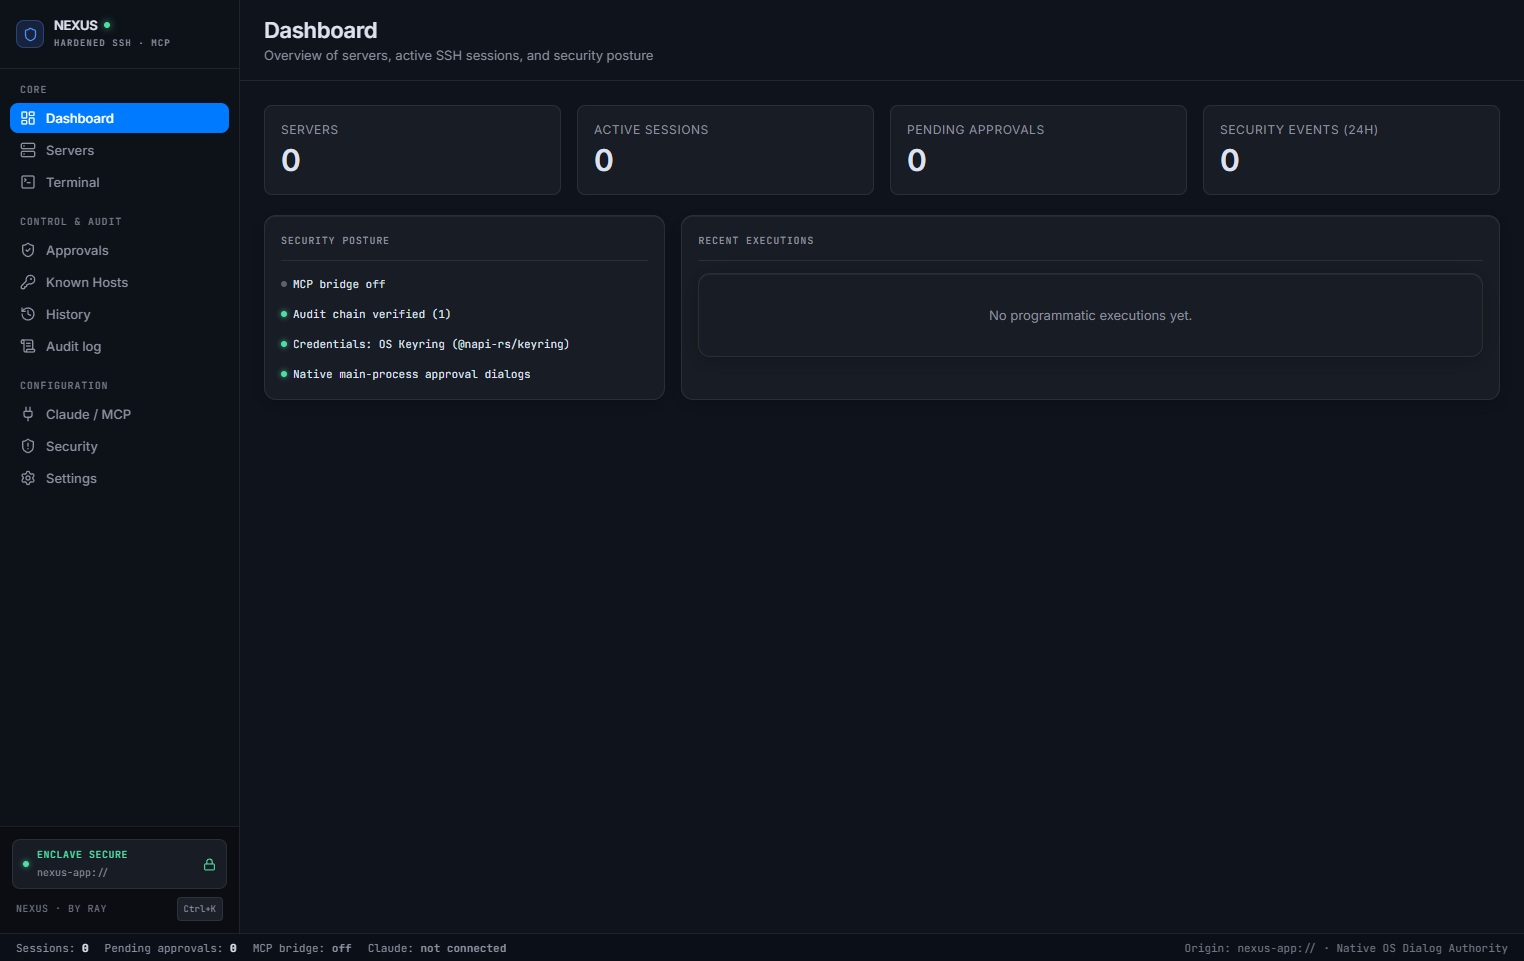 NEXUS
HARDENED SSH · MCP
CORE
Dashboard
Servers
Terminal
CONTROL & AUDIT
Approvals
Known Hosts
History
Audit log
CONFIGURATION
Claude / MCP
Security
Settings
ENCLAVE SECURE
nexus-app://
NEXUS · BY RAY
Ctrl+K
Dashboard
Overview of servers, active SSH sessions, and security posture
SERVERS
0
ACTIVE SESSIONS
0
PENDING APPROVALS
0
SECURITY EVENTS (24H)
0
SECURITY POSTURE
MCP bridge off
Audit chain verified (1)
Credentials: OS Keyring (@napi-rs/keyring)
Native main-process approval dialogs
RECENT EXECUTIONS
No programmatic executions yet.
Sessions: 0 Pending approvals: 0 MCP bridge: off Claude: not connected
Origin: nexus-app:// · Native OS Dialog Authority